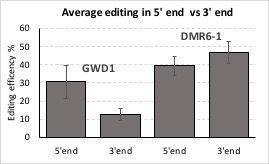 Average editing in 5' end vs 3' end
Editing efficency %
60
50
40
30
20
10
0
GWD1
DMR6-1
5'end
3'end
5'end
3'end